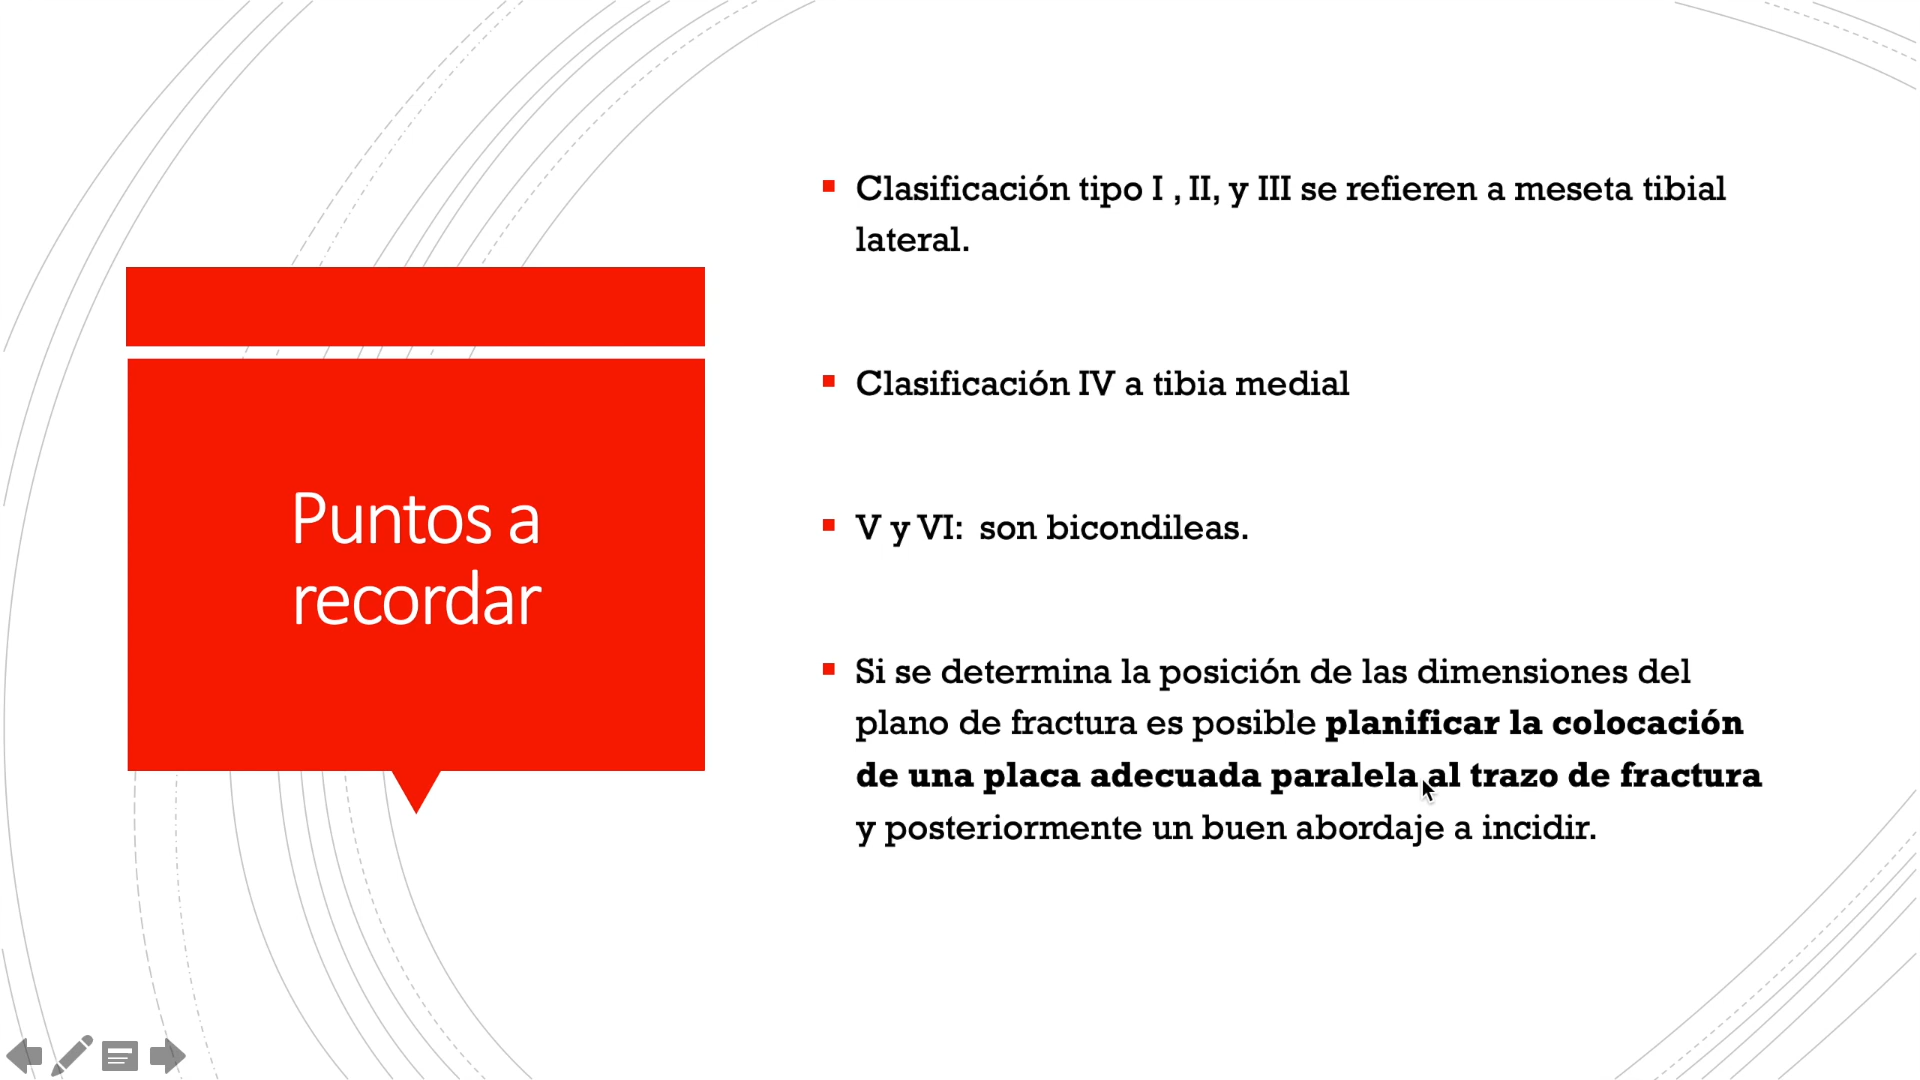 Puntos a
recordar
Clasificación tipo I , II, y III se refieren a meseta tibial
lateral.
Clasificación IV a tibia medial
V y VI:  son bicondileas.
Si se determina la posición de las dimensiones del
plano de fractura es posible planificar la colocación
de una placa adecuada paralela al trazo de fractura
y posteriormente un buen abordaje a incidir.